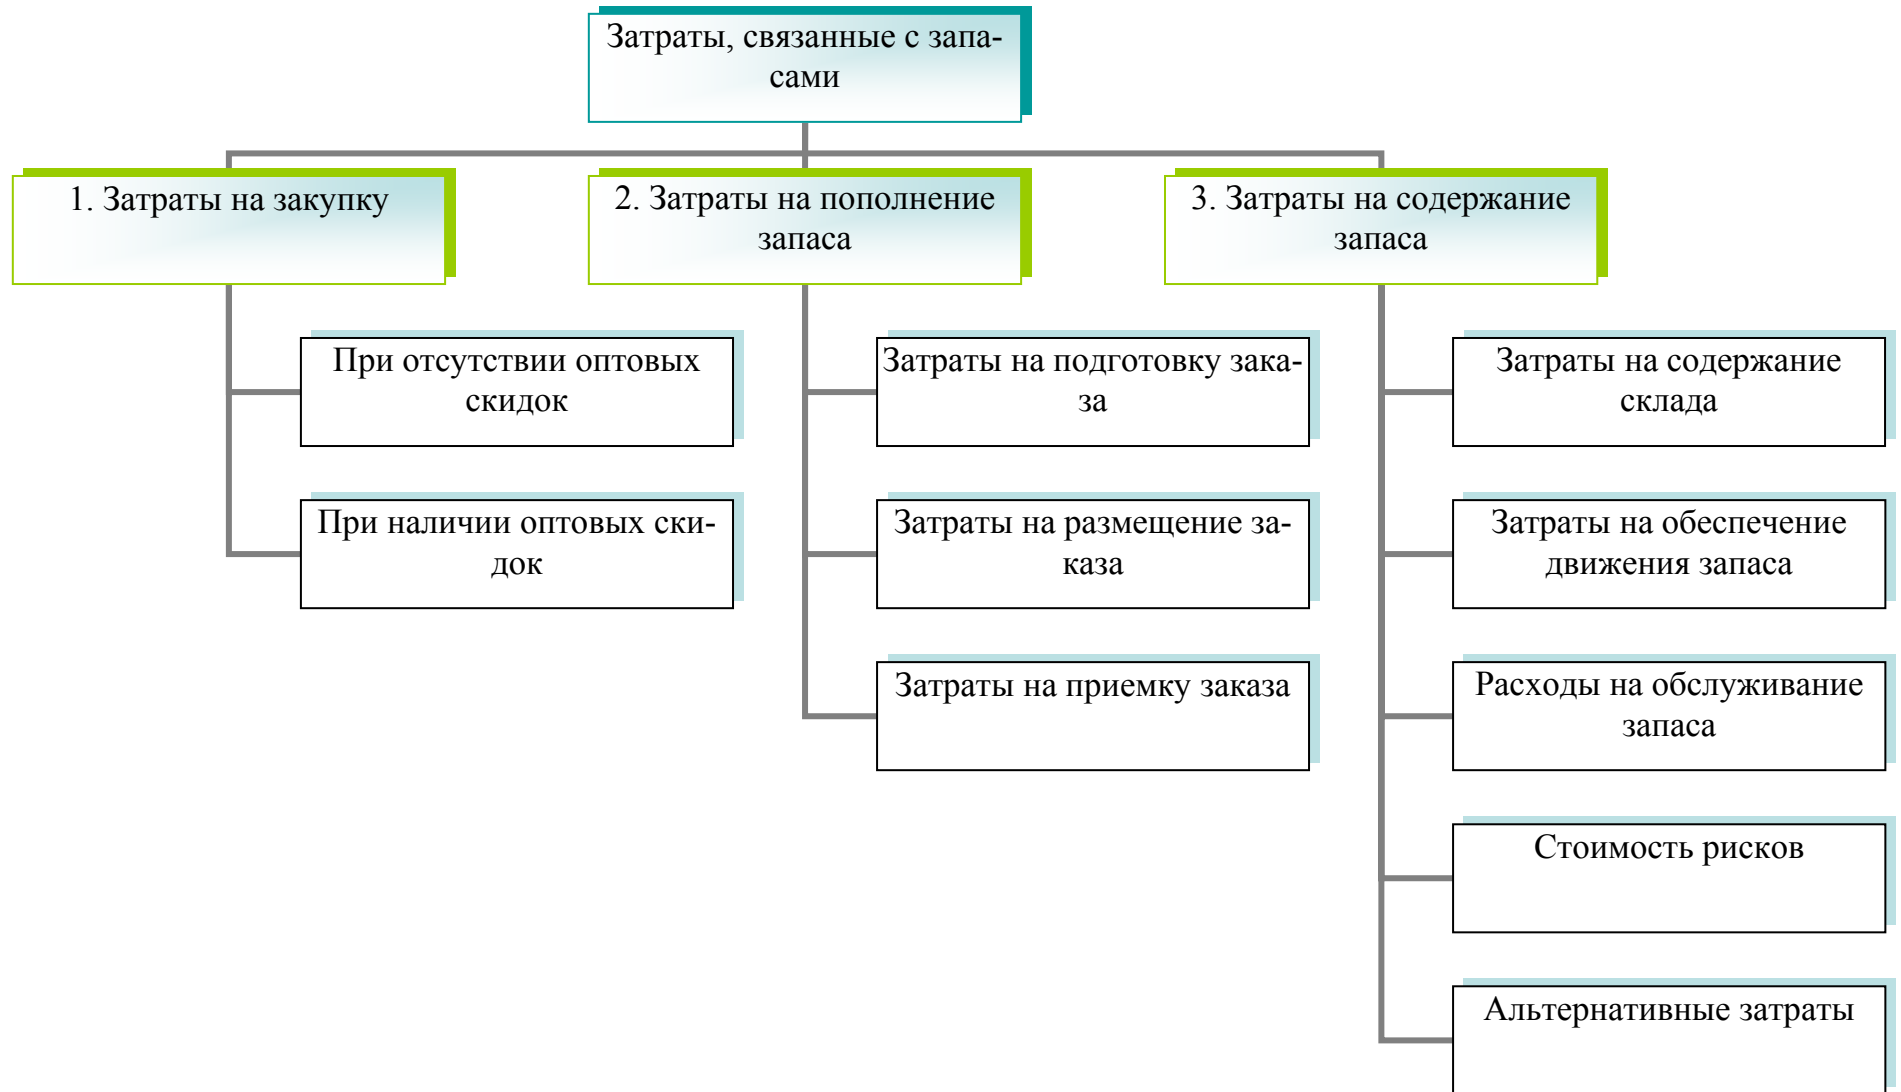 Затраты, связанные с запа-
сами
1. Затраты на закупку
2. Затраты на пополнение
запаса
3. Затраты на содержание
запаса
При отсутствии оптовых
скидок
При наличии оптовых ски-
док
Затраты на подготовку зака-
за
Затраты на размещение за-
каза
Затраты на приемку заказа
Затраты на содержание
склада
Затраты на обеспечение
движения запаса
Расходы на обслуживание
запаса
Стоимость рисков
Альтернативные затраты